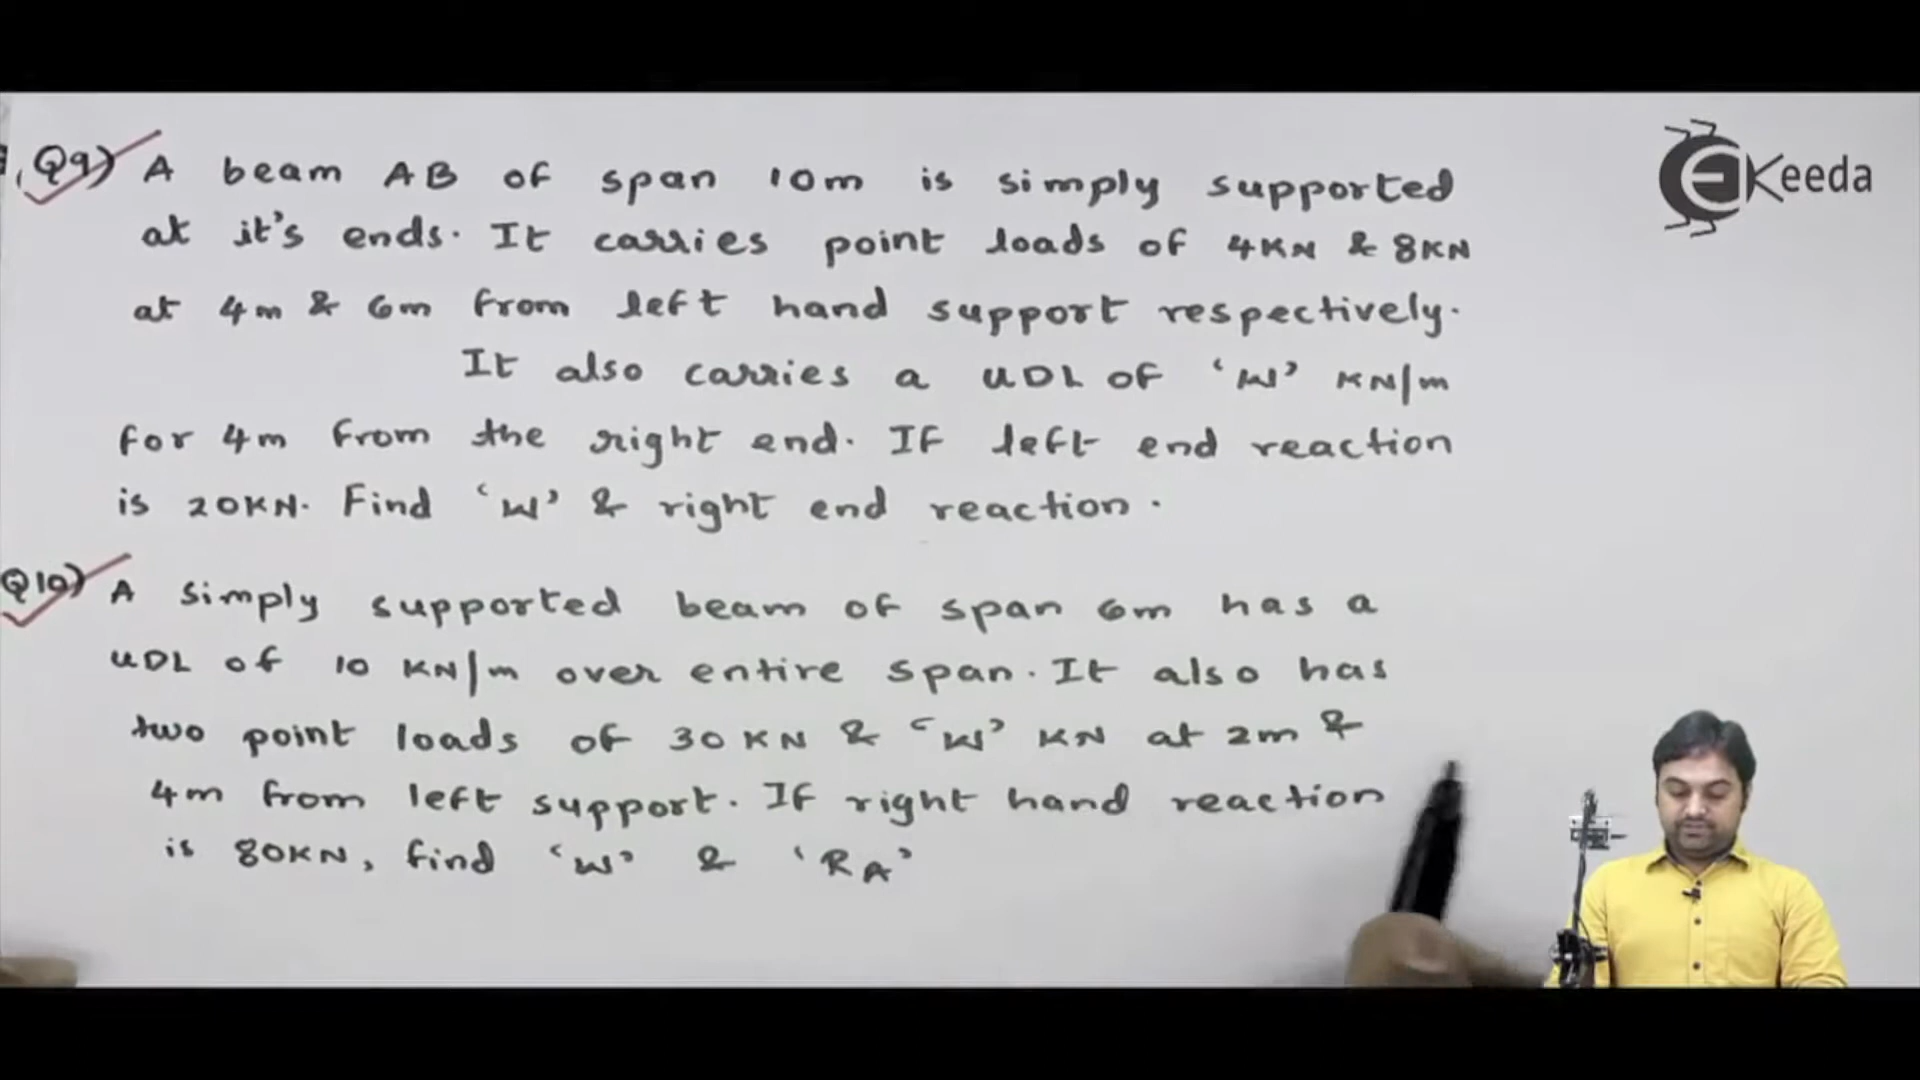 Q9) A beam AB of span 10m is simply supported
at it's ends. It carries point loads of 4KN & 8KN
at 4m & 6m from left hand support respectively.
It also carries a UDL of 'W' KN/m
for 4m from the right end. If left end reaction
is 20KN. Find 'W' & right end reaction.
Q10) A simply supported beam of span 6m has a
UDL of 10 KN/m over entire span. It also has
two point loads of 30 KN & 'W' KN at 2m &
4m from left support. If right hand reaction
is 80KN, find 'W' & 'RA'
EKeeda